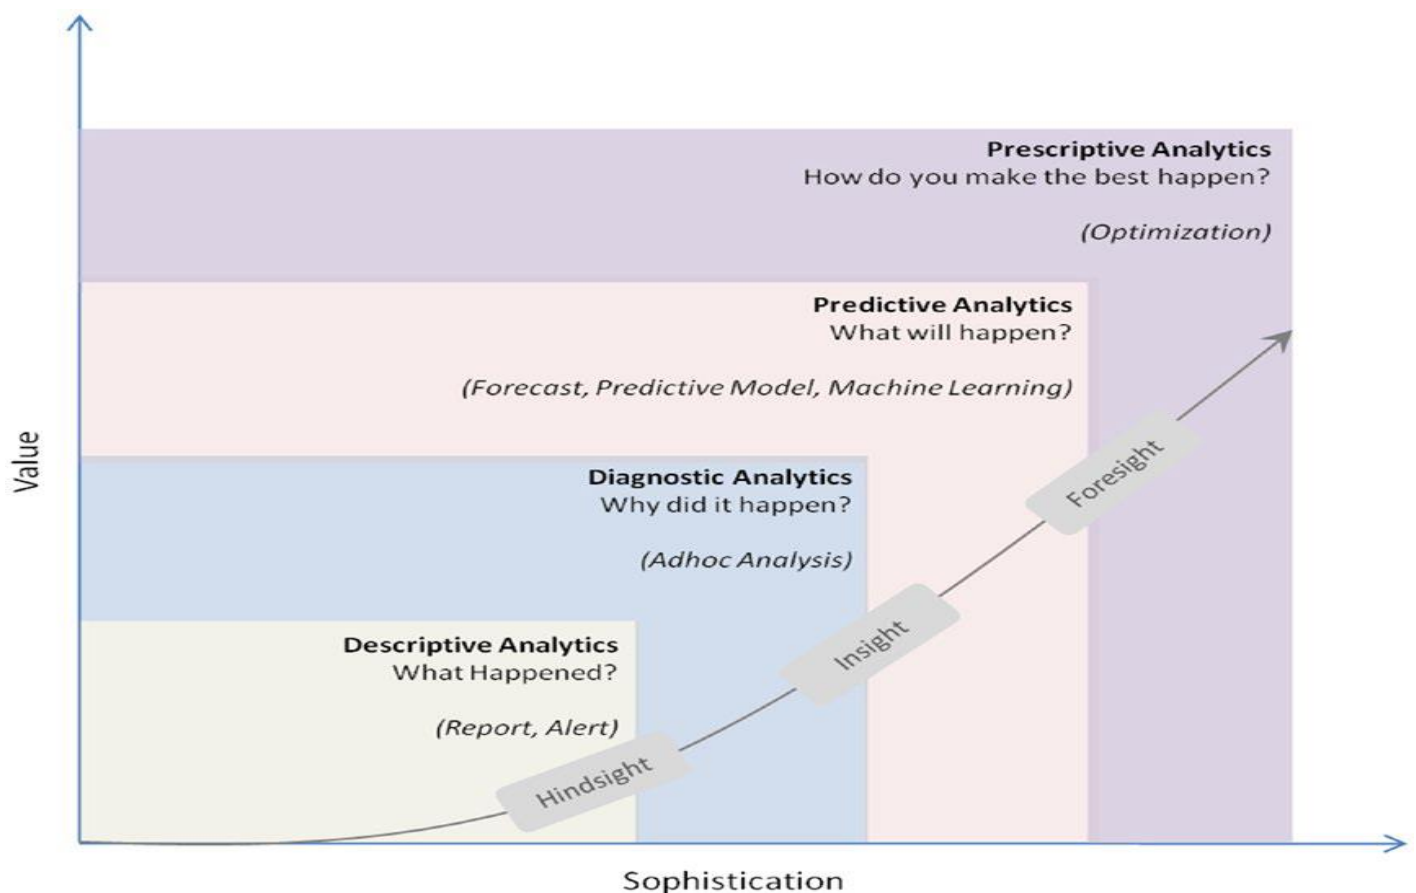 Prescriptive Analytics
How do you make the best happen?
(Optimization)
Predictive Analytics
What will happen?
(Forecast, Predictive Model, Machine Learning)
Diagnostic Analytics
Why did it happen?
(Adhoc Analysis)
Descriptive Analytics
What Happened?
(Report, Alert)
Hindsight
Insight
Foresight
Value
Sophistication